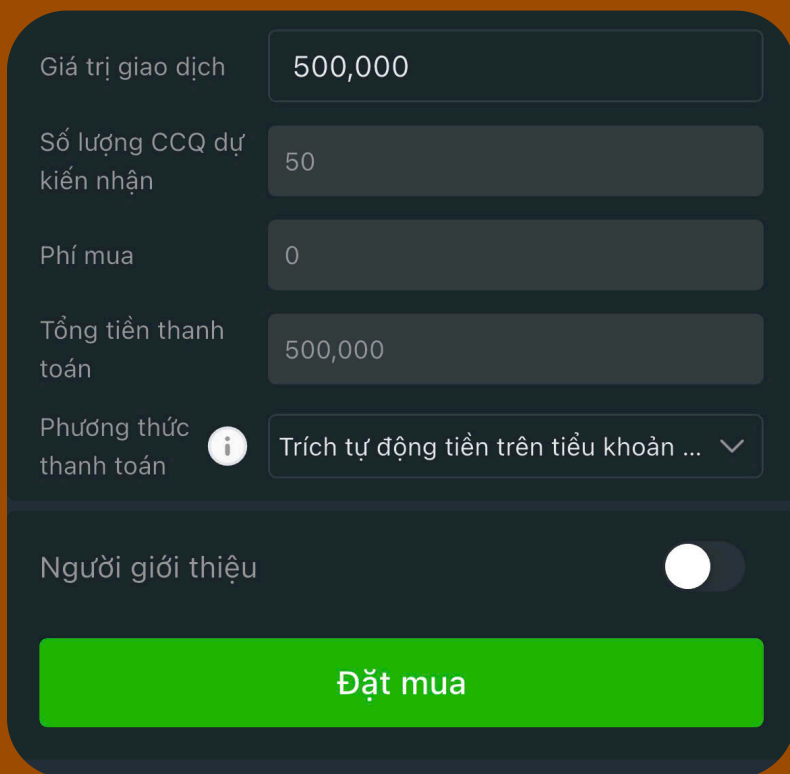 Giá trị giao dịch
500,000
Số lượng CCQ dự
kiến nhận
50
Phí mua
0
Tổng tiền thanh
toán
500,000
Phương thức
thanh toán
i
Trích tự động tiền trên tiểu khoản ...
Người giới thiệu
Đặt mua